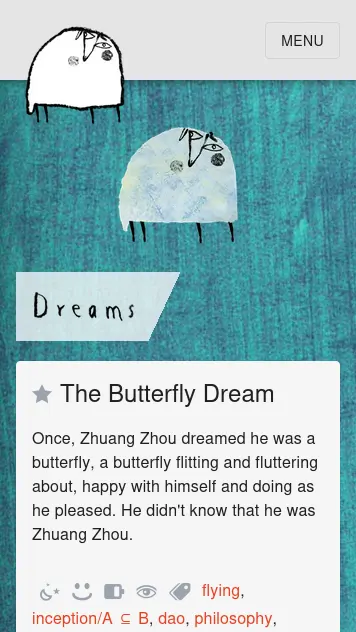 MENU
Dreams
The Butterfly Dream
Once, Zhuang Zhou dreamed he was a
butterfly, a butterfly flitting and fluttering
about, happy with himself and doing as
he pleased. He didn't know that he was
Zhuang Zhou.
flying,
inception/A ⊆ B, dao, philosophy,